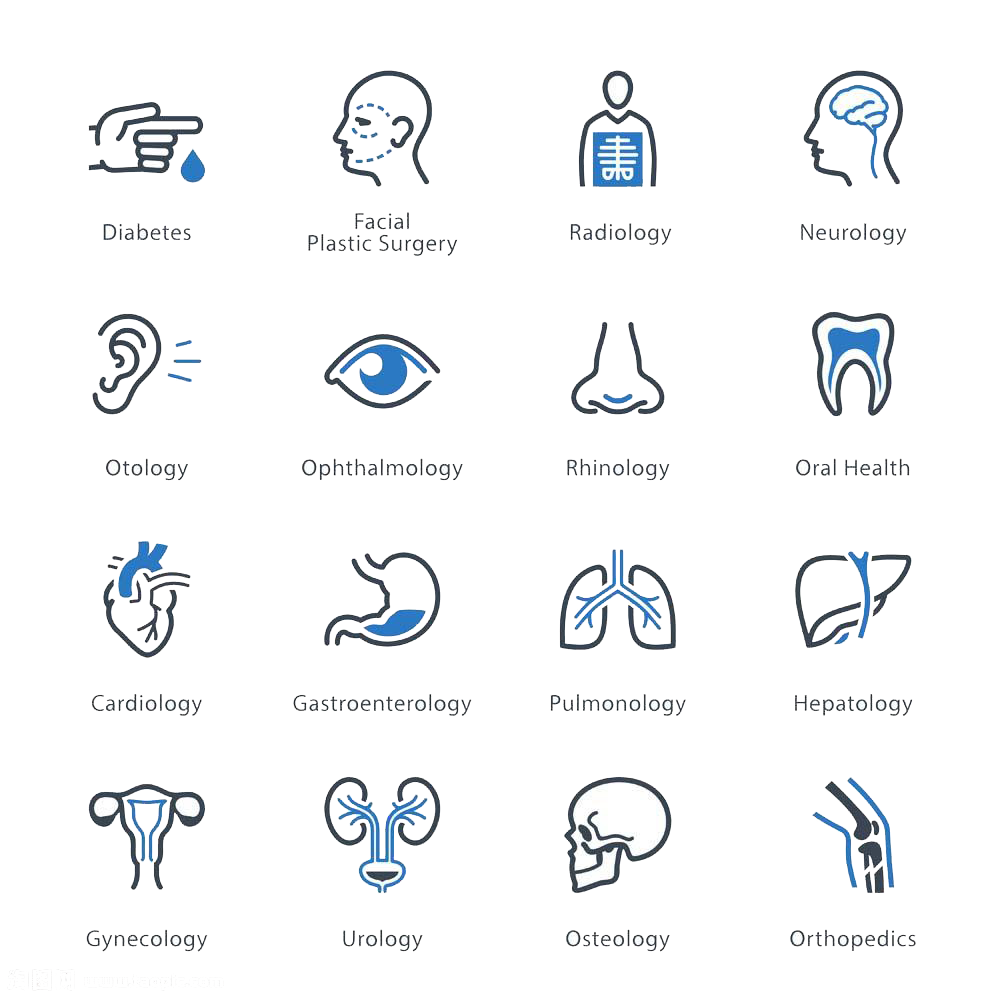 Diabetes
Facial
Plastic Surgery
Radiology
Neurology
Otology
Ophthalmology
Rhinology
Oral Health
Cardiology
Gastroenterology
Pulmonology
Hepatology
Gynecology
Urology
Osteology
Orthopedics